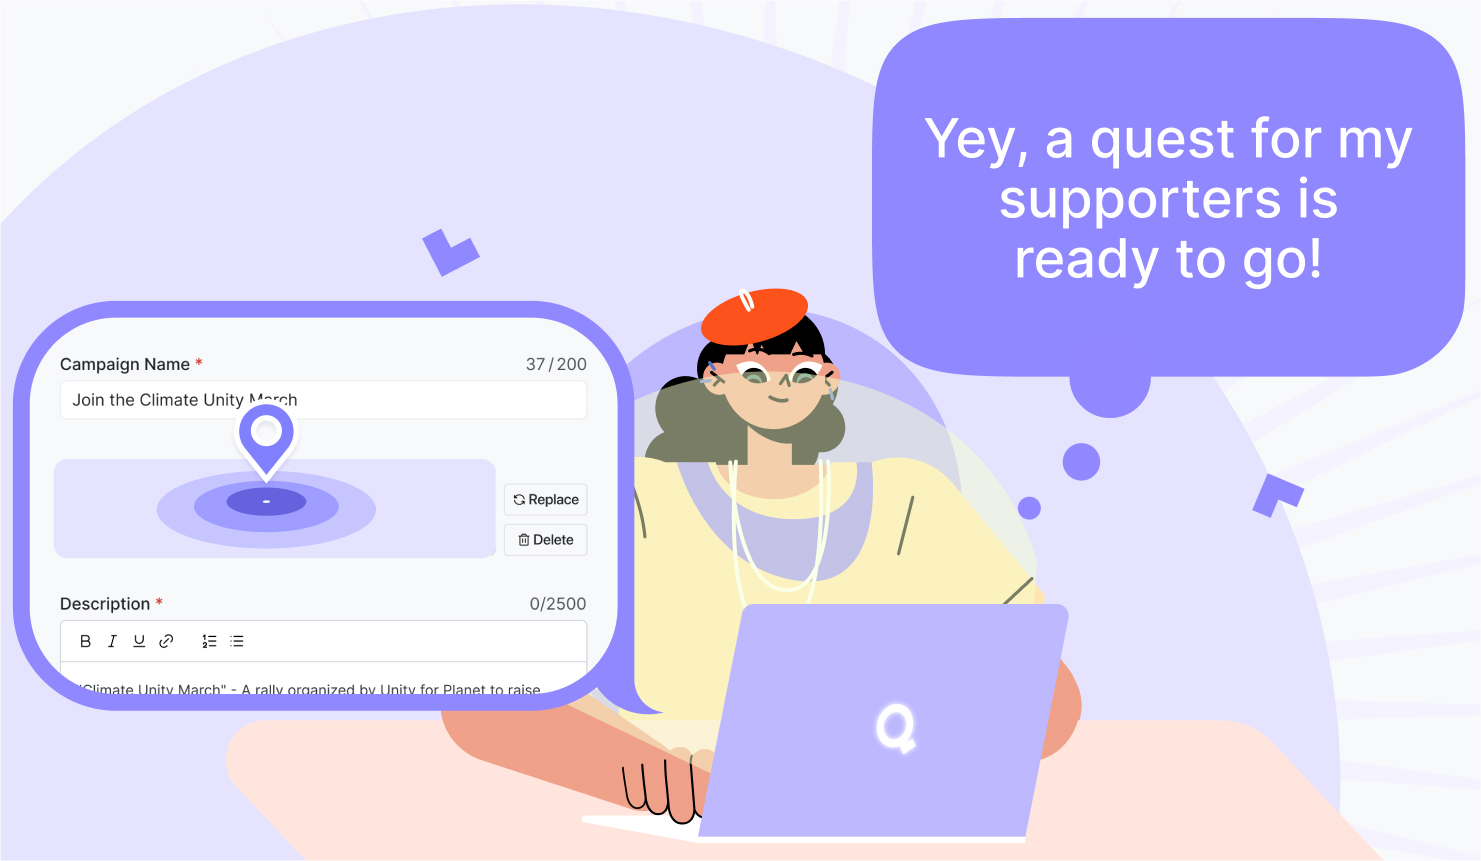 Yey, a quest for my
supporters is
ready to go!
Campaign Name * 37/200
Join the Climate Unity March
Replace
Delete
Description * 0/2500
B I U
"Climate Unity March" - A rally organized by Unity for Planet to raise
Q